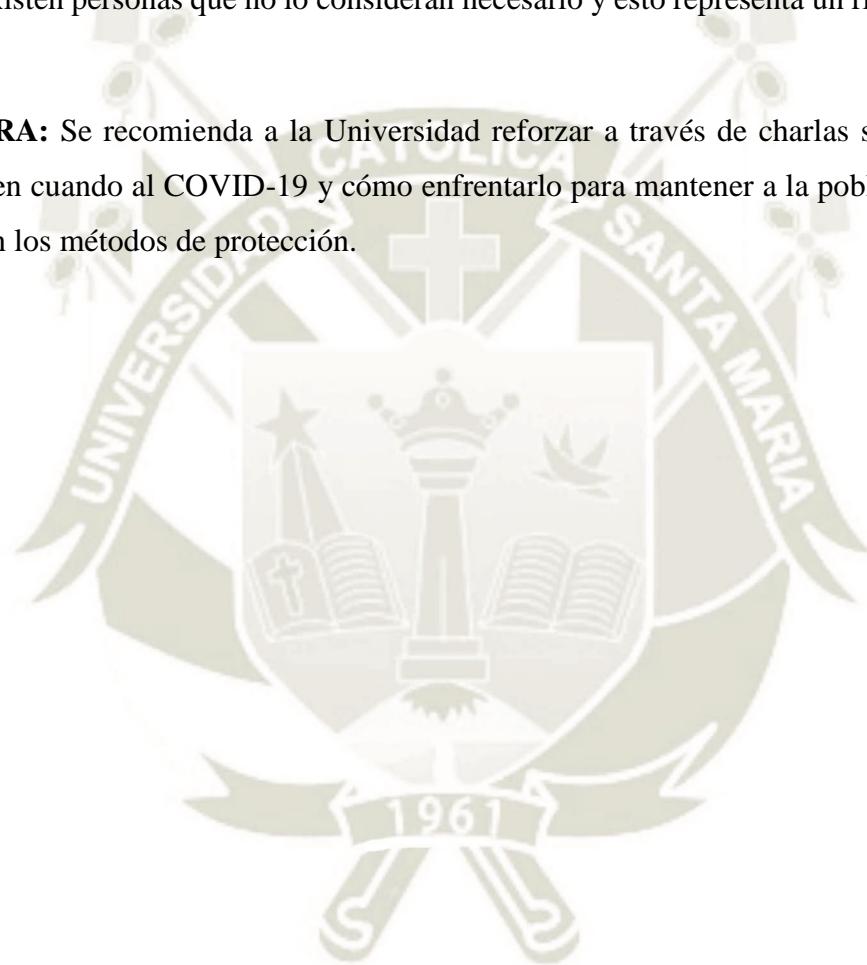 isten personas que no lo consideran necesario y esto representa un
RA: Se recomienda a la Universidad reforzar a través de charlas s
en cuando al COVID-19 y cómo enfrentarlo para mantener a la pobl
n los métodos de protección.
UNIVERSIDAD CATOLICA SANTA MARIA
1961